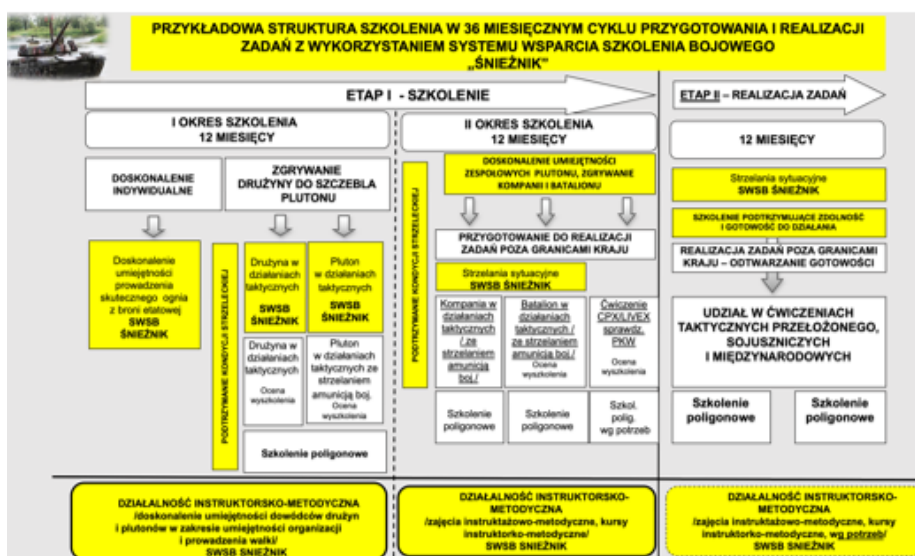 PRZYKŁADOWA STRUKTURA SZKOLENIA W 36 MIESIĘCZNYM CYKLU PRZYGOTOWANIA I REALIZACJI
ZADAŃ Z WYKORZYSTANIEM SYSTEMU WSPARCIA SZKOLENIA BOJOWEGO
„ŚNIEŻNIK”
ETAP I - SZKOLENIE
I OKRES SZKOLENIA
12 MIESIĘCY
DOSKONALENIE
INDYWIDUALNE
ZGRYWANIE
DRUŻYNY DO SZCZEBLA
PLUTONU
Doskonalenie
umiejętności
prowadzenia
skutecznego ognia
z broni etatowej
SWSB
ŚNIEŻNIK
PODTRZYMANIE KONDYCJI STRZELECKIEJ
Drużyna w
działaniach
taktycznych
SWSB
ŚNIEŻNIK
Pluton w
działaniach
taktycznych
SWSB
ŚNIEŻNIK
Drużyna w
działaniach
taktycznych
Ocena
wyszkolenia
Pluton
w działaniach
taktycznych ze
strzelaniem
amunicją boj.
Ocena
wyszkolenia
Szkolenie poligonowe
II OKRES SZKOLENIA
12 MIESIĘCY
PODTRZYMANIE KONDYCJI STRZELECKIEJ
DOSKONALENIE UMIEJĘTNOŚCI
ZESPOŁOWYCH PLUTONU, ZGRYWANIE
KOMPANII I BATALIONU
PRZYGOTOWANIE DO REALIZACJI
ZADAŃ POZA GRANICAMI KRAJU
Strzelania sytuacyjne
SWSB ŚNIEŻNIK
Kompania w
działaniach
taktycznych
/ ze
strzelaniem
amunicją
boj./
Batalion w
działaniach
taktycznych /
ze strzelaniem
amunicją boj./
Ocena
wyszkolenia
Ćwiczenie
CPX/LIVEX
sprawdz.
PKW
Ocena
wyszkolenia
Szkolenie
poligonowe
Szkolenie
poligonowe
Szkol.
polig.
wg potrzeb
ETAP II – REALIZACJA ZADAŃ
12 MIESIĘCY
Strzelania sytuacyjne
SWSB ŚNIEŻNIK
SZKOLENIE PODTRZYMUJĄCE ZDOLNOŚĆ
I GOTOWOŚĆ DO DZIAŁANIA
REALIZACJA ZADAŃ POZA GRANICAMI
KRAJU – ODTWARZANIE GOTOWOŚCI
UDZIAŁ W ĆWICZENIACH
TAKTYCZNYCH PRZEŁOŻONEGO,
SOJUSZNICZYCH
I MIĘDZYNARODOWYCH
Szkolenie
poligonowe
Szkolenie
poligonowe
DZIAŁALNOŚĆ INSTRUKTORSKO-METODYCZNA
/doskonalenie umiejętności dowódców drużyn
i plutonów w zakresie umiejętności organizacji
i prowadzenia walki/
SWSB SNIEŻNIK
DZIAŁALNOŚĆ INSTRUKTORSKO-
METODYCZNA
/zajęcia instruktażowo-metodyczne, kursy
instruktorko-metodyczne/
SWSB SNIEŻNIK
DZIAŁALNOŚĆ INSTRUKTORSKO-
METODYCZNA
/zajęcia instruktażowo-metodyczne, kursy
instruktorko-metodyczne, wg potrzeb/
SWSB SNIEŻNIK